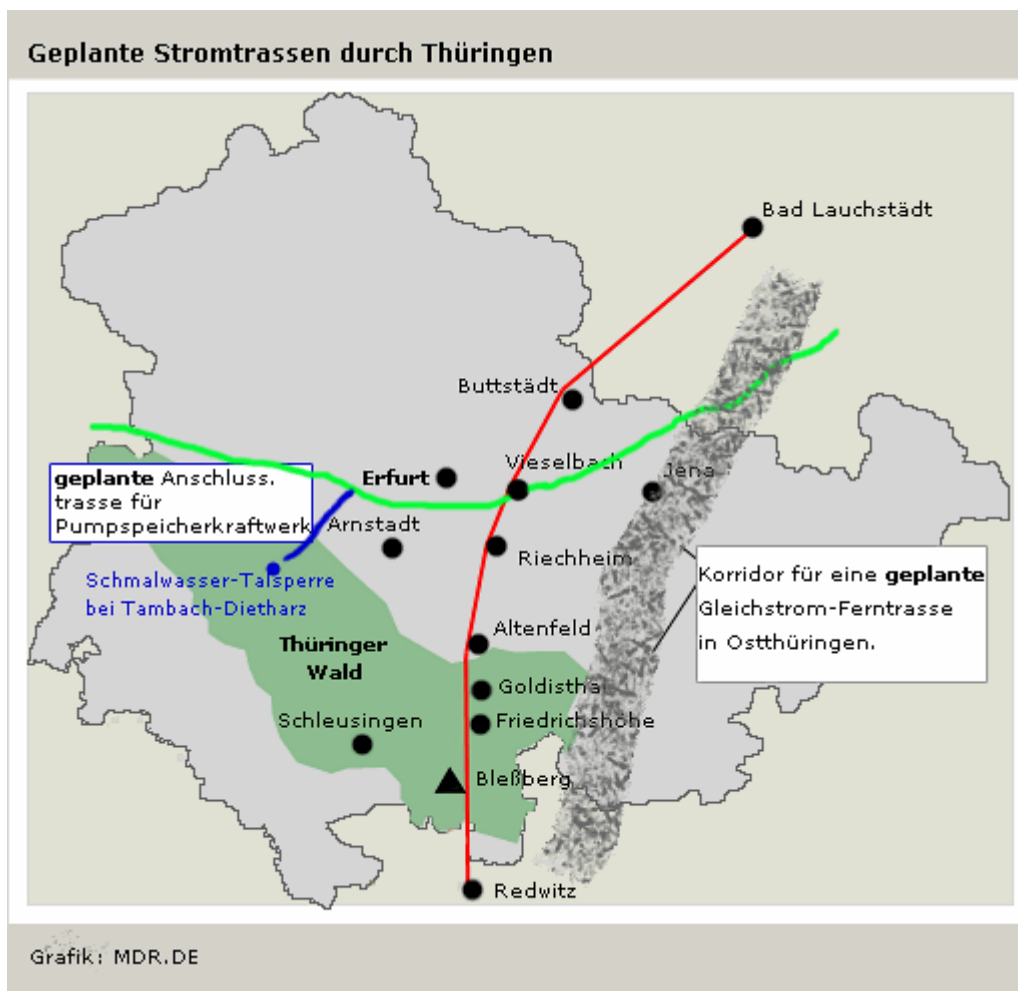 Geplante Stromtrassen durch Thüringen
Bad Lauchstädt
Buttstädt
Vieselbach
Erfurt
Jena
geplante Anschluss.
trasse für
Pumpspeicherkraftwerk
Arnstadt
Riechheim
Schmalwasser-Talsperre
bei Tambach-Dietharz
Korridor für eine geplante
Gleichstrom-Ferntrasse
in Ostthüringen.
Altenfeld
Thüringer
Wald
Goldisthal
Schleusingen
Friedrichshöhe
Bleßberg
Redwitz
Grafik: MDR.DE